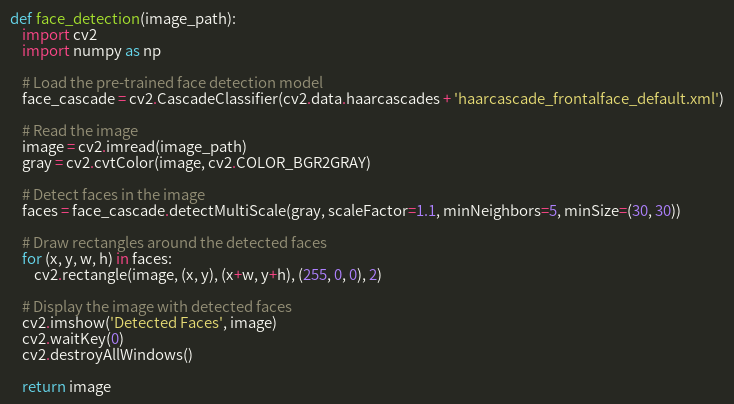 def face_detection(image_path):
    import cv2
    import numpy as np

    # Load the pre-trained face detection model
    face_cascade = cv2.CascadeClassifier(cv2.data.haarcascades + 'haarcascade_frontalface_default.xml')

    # Read the image
    image = cv2.imread(image_path)
    gray = cv2.cvtColor(image, cv2.COLOR_BGR2GRAY)

    # Detect faces in the image
    faces = face_cascade.detectMultiScale(gray, scaleFactor=1.1, minNeighbors=5, minSize=(30, 30))

    # Draw rectangles around the detected faces
    for (x, y, w, h) in faces:
        cv2.rectangle(image, (x, y), (x+w, y+h), (255, 0, 0), 2)

    # Display the image with detected faces
    cv2.imshow('Detected Faces', image)
    cv2.waitKey(0)
    cv2.destroyAllWindows()

    return image